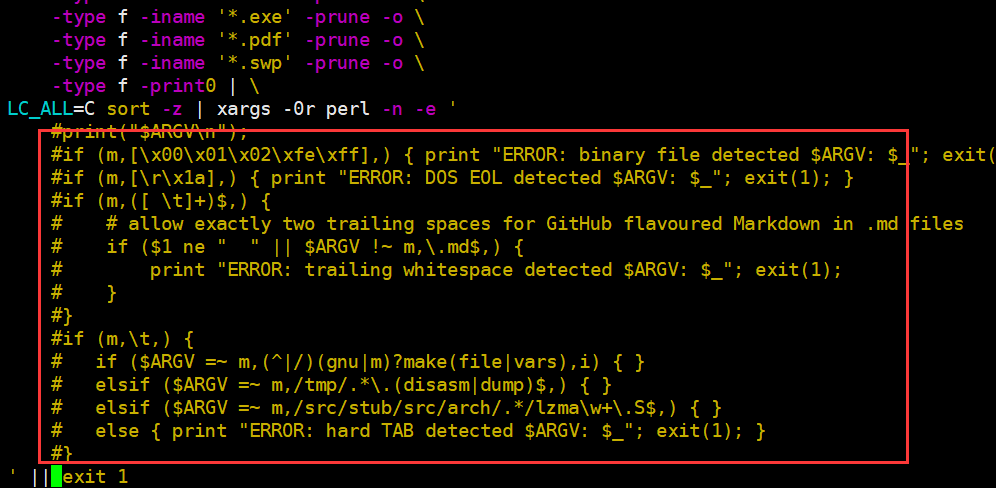 -type f -iname '*.exe' -prune -o \
-type f -iname '*.pdf' -prune -o \
-type f -iname '*.swp' -prune -o \
-type f -print0 | \
LC_ALL=C sort -z | xargs -0r perl -n -e '
#print("$ARGV\n");
#if (m,[\x00\x01\x02\xfe\xff],) { print "ERROR: binary file detected $ARGV: $_"; exit(
#if (m,[\r\x1a],) { print "ERROR: DOS EOL detected $ARGV: $_"; exit(1); }
#if (m,([ \t]+)$,) {
#    # allow exactly two trailing spaces for GitHub flavoured Markdown in .md files
#    if ($1 ne "  " || $ARGV !~ m,\.md$,) {
#        print "ERROR: trailing whitespace detected $ARGV: $_"; exit(1);
#    }
#}
#if (m,\t,) {
#   if ($ARGV =~ m,(^|/)(gnu|m)?make(file|vars),i) { }
#   elsif ($ARGV =~ m,/tmp/.*\.(disasm|dump)$,) { }
#   elsif ($ARGV =~ m,/src/stub/src/arch/.*/lzma\w+\.S$,) { }
#   else { print "ERROR: hard TAB detected $ARGV: $_"; exit(1); }
#}
' || exit 1